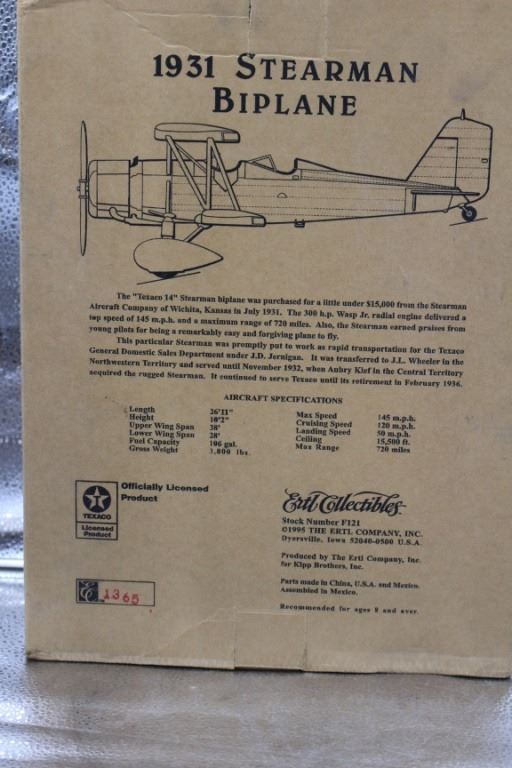 1931 STEARMAN
BIPLANE
The "Texaco 14" Stearman biplane was purchased for a little under $15,000 from the Stearman
Aircraft Company of Wichita, Kansas in July 1931. The 300 h.p. Wasp Jr. radial engine delivered a
top speed of 145 m.p.h. and a maximum range of 720 miles. Also, the Stearman earned praises from
young pilots for being a remarkably easy and forgiving plane to fly.
This particular Stearman was promptly put to work as rapid transportation for the Texaco
General Domestic Sales Department under J.D. Jernigan. It was transferred to J.L. Wheeler in the
Northwestern Territory and served until November 1932, when Aubry Kief in the Central Territory
acquired the rugged Stearman. It continued to serve Texaco until its retirement in February 1936.
AIRCRAFT SPECIFICATIONS
Length 26'11"
Height 10'2"
Upper Wing Span 38'
Lower Wing Span 28'
Fuel Capacity 106 gal.
Gross Weight 3,800 lbs.
Max Speed 145 m.p.h.
Cruising Speed 120 m.p.h.
Landing Speed 50 m.p.h.
Ceiling 15,500 ft.
Max Range 720 miles
TEXACO
Licensed
Product
Officially Licensed
Product
Ertl Collectibles
Stock Number F121
©1995 THE ERTL COMPANY, INC.
Dyersville, Iowa 52040-0500 U.S.A.
Produced by The Ertl Company, Inc.
for Kipp Brothers, Inc.
Parts made in China, U.S.A. and Mexico.
Assembled in Mexico.
Recommended for ages 8 and over.
1365